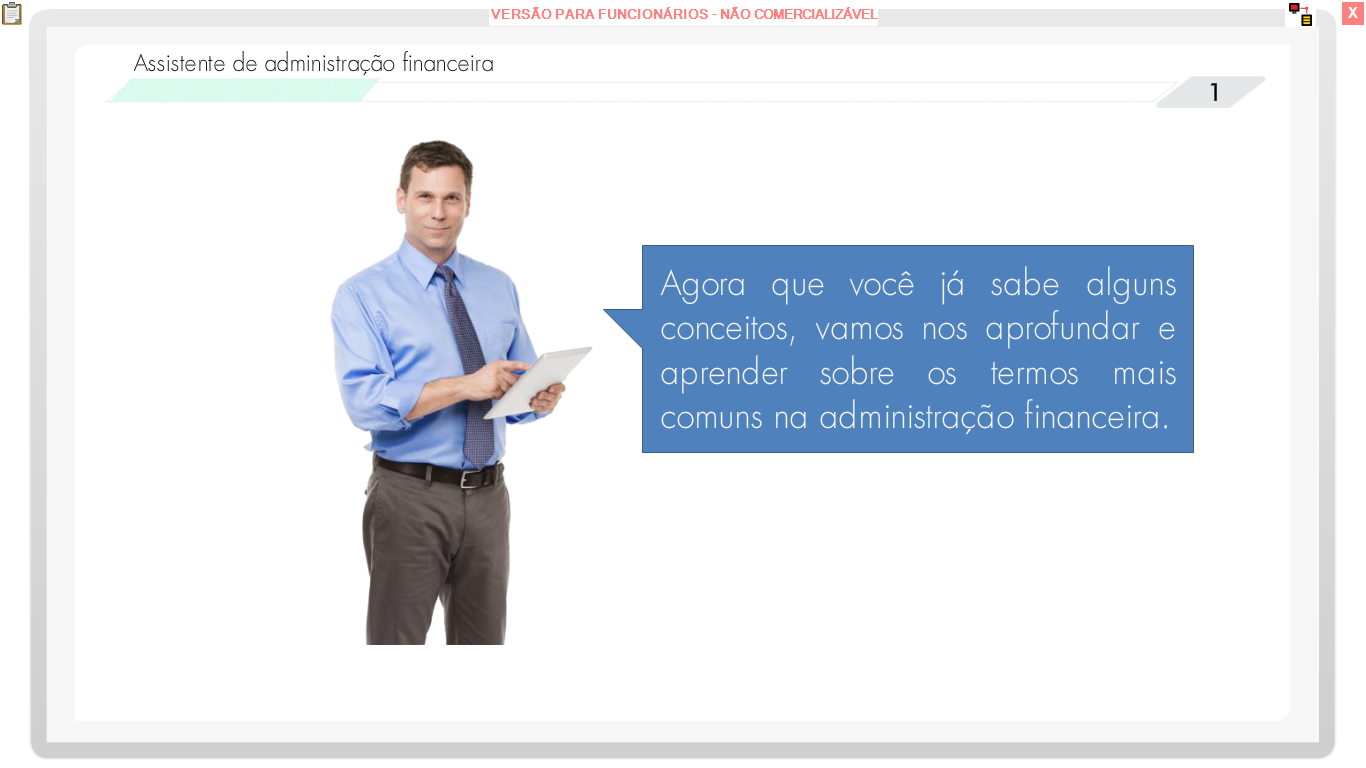 VERSÃO PARA FUNCIONÁRIOS - NÃO COMERCIALIZÁVEL
X
Assistente de administração financeira
1
Agora que você já sabe alguns
conceitos, vamos nos aprofundar e
aprender sobre os termos mais
comuns na administração financeira.